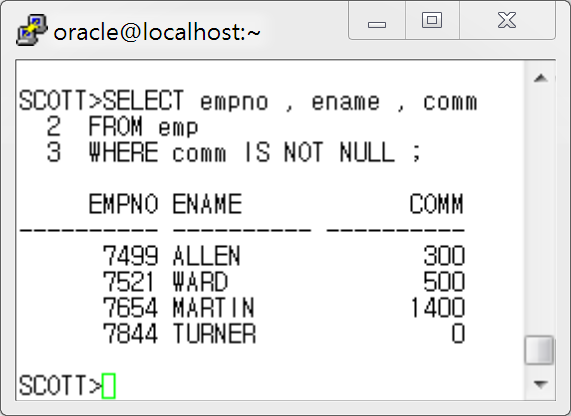 oracle@localhost:~
SCOTT>SELECT empno , ename , comm
  2  FROM emp
  3  WHERE comm IS NOT NULL ;
     EMPNO ENAME            COMM
---------- ---------- ----------
      7499 ALLEN             300
      7521 WARD              500
      7654 MARTIN           1400
      7844 TURNER              0
SCOTT>